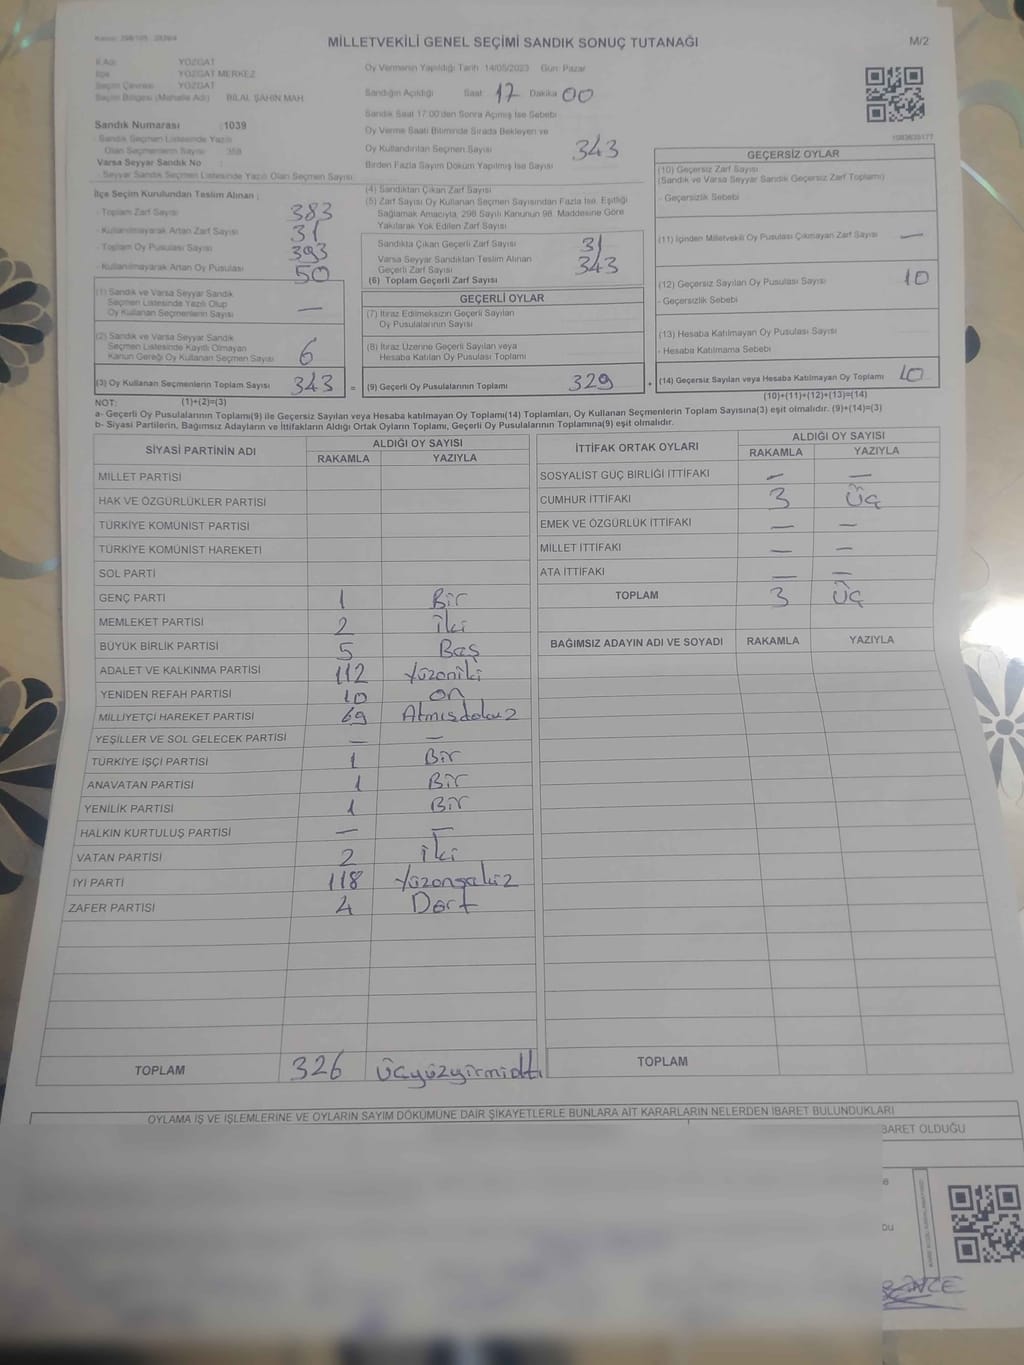 MİLLETVEKİLİ GENEL SEÇİMİ SANDIK SONUÇ TUTANAĞI
M/2
İl Adı YOZGAT
İlçe YOZGAT MERKEZ
Seçim Çevresi YOZGAT
Seçim Bölgesi (Mahalle Adı) BİLAL ŞAHİN MAH.
Sandık Numarası :1039
- Sandık Seçmen Listesinde Yazılı
Olan Seçmenlerin Sayısı 358
Varsa Seyyar Sandık No :
- Seyyar Sandık Seçmen Listesinde Yazılı Olan Seçmen Sayısı:
Oy Vermenin Yapıldığı Tarih :14/05/2023 Gün: Pazar
Sandığın Açıldığı Saat: 17 Dakika 00
Sandık Saat 17:00'den Sonra Açılmış İse Sebebi
Oy Verme Saati Bitiminde Sırada Bekleyen ve
Oy Kullandırılan Seçmen Sayısı 343
Birden Fazla Sayım Döküm Yapılmış İse Sayısı
İlçe Seçim Kurulundan Teslim Alınan ;
- Toplam Zarf Sayısı 383
- Kullanılmayarak Artan Zarf Sayısı 31
- Toplam Oy Pusulası Sayısı 393
- Kullanılmayarak Artan Oy Pusulası 50
(1) Sandık ve Varsa Seyyar Sandık
Seçmen Listesinde Yazılı Olup
Oy Kullanan Seçmenlerin Sayısı —
(2) Sandık ve Varsa Seyyar Sandık
Seçmen Listesinde Kayıtlı Olmayan
Kanun Gereği Oy Kullanan Seçmen Sayısı 6
(3) Oy Kullanan Seçmenlerin Toplam Sayısı 343 =
(4) Sandıktan Çıkan Zarf Sayısı
(5) Zarf Sayısı Oy Kullanan Seçmen Sayısından Fazla İse, Eşitliği
Sağlamak Amacıyla, 298 Sayılı Kanunun 98. Maddesine Göre
Yakılarak Yok Edilen Zarf Sayısı
Sandıkta Çıkan Geçerli Zarf Sayısı 31
Varsa Seyyar Sandıktan Teslim Alınan
Geçerli Zarf Sayısı 343
(6) Toplam Geçerli Zarf Sayısı
GEÇERLİ OYLAR
(7) İtiraz Edilmeksizin Geçerli Sayılan
Oy Pusulalarının Sayısı
(8) İtiraz Üzerine Geçerli Sayılan veya
Hesaba Katılan Oy Pusulası Toplamı
(9) Geçerli Oy Pusulalarının Toplamı 329 +
GEÇERSİZ OYLAR
(10) Geçersiz Zarf Sayısı
(Sandık ve Varsa Seyyar Sandık Geçersiz Zarf Toplamı)
- Geçersizlik Sebebi
(11) İçinden Milletvekili Oy Pusulası Çıkmayan Zarf Sayısı —
(12) Geçersiz Sayılan Oy Pusulası Sayısı 10
- Geçersizlik Sebebi
(13) Hesaba Katılmayan Oy Pusulası Sayısı
- Hesaba Katılmama Sebebi
(14) Geçersiz Sayılan veya Hesaba Katılmayan Oy Toplamı 10
NOT: (1)+(2)=(3)
(10)+(11)+(12)+(13)=(14)
a- Geçerli Oy Pusulalarının Toplamı(9) ile Geçersiz Sayılan veya Hesaba katılmayan Oy Toplamı(14) Toplamları, Oy Kullanan Seçmenlerin Toplam Sayısına(3) eşit olmalıdır. (9)+(14)=(3)
b- Siyasi Partilerin, Bağımsız Adayların ve İttifakların Aldığı Ortak Oyların Toplamı, Geçerli Oy Pusulalarının Toplamına(9) eşit olmalıdır.
SİYASİ PARTİNİN ADI
ALDIĞI OY SAYISI
RAKAMLA YAZIYLA
MİLLET PARTİSİ
HAK VE ÖZGÜRLÜKLER PARTİSİ
TÜRKİYE KOMÜNİST PARTİSİ
TÜRKİYE KOMÜNİST HAREKETİ
SOL PARTİ
GENÇ PARTİ 1 Bir
MEMLEKET PARTİSİ 2 İki
BÜYÜK BİRLİK PARTİSİ 5 Beş
ADALET VE KALKINMA PARTİSİ 112 Yüzoniki
YENİDEN REFAH PARTİSİ 10 on
MİLLİYETÇİ HAREKET PARTİSİ 69 Atmışdokuz
YEŞİLLER VE SOL GELECEK PARTİSİ — —
TÜRKİYE İŞÇİ PARTİSİ 1 Bir
ANAVATAN PARTİSİ 1 Bir
YENİLİK PARTİSİ 1 Bir
HALKIN KURTULUŞ PARTİSİ — —
VATAN PARTİSİ 2 iki
İYİ PARTİ 118 Yüzonsekiz
ZAFER PARTİSİ 4 Dört
TOPLAM 326 üçyüzyirmialtı
İTTİFAK ORTAK OYLARI
ALDIĞI OY SAYISI
RAKAMLA YAZIYLA
SOSYALİST GÜÇ BİRLİĞİ İTTİFAKI — —
CUMHUR İTTİFAKI 3 Üç
EMEK VE ÖZGÜRLÜK İTTİFAKI — —
MİLLET İTTİFAKI — —
ATA İTTİFAKI — —
TOPLAM 3 Üç
BAĞIMSIZ ADAYIN ADI VE SOYADI RAKAMLA YAZIYLA
TOPLAM
OYLAMA İŞ VE İŞLEMLERİNE VE OYLARIN SAYIM DÖKÜMÜNE DAİR ŞİKAYETLERLE BUNLARA AİT KARARLARIN NELERDEN İBARET BULUNDUKLARI
BARET OLDUĞU